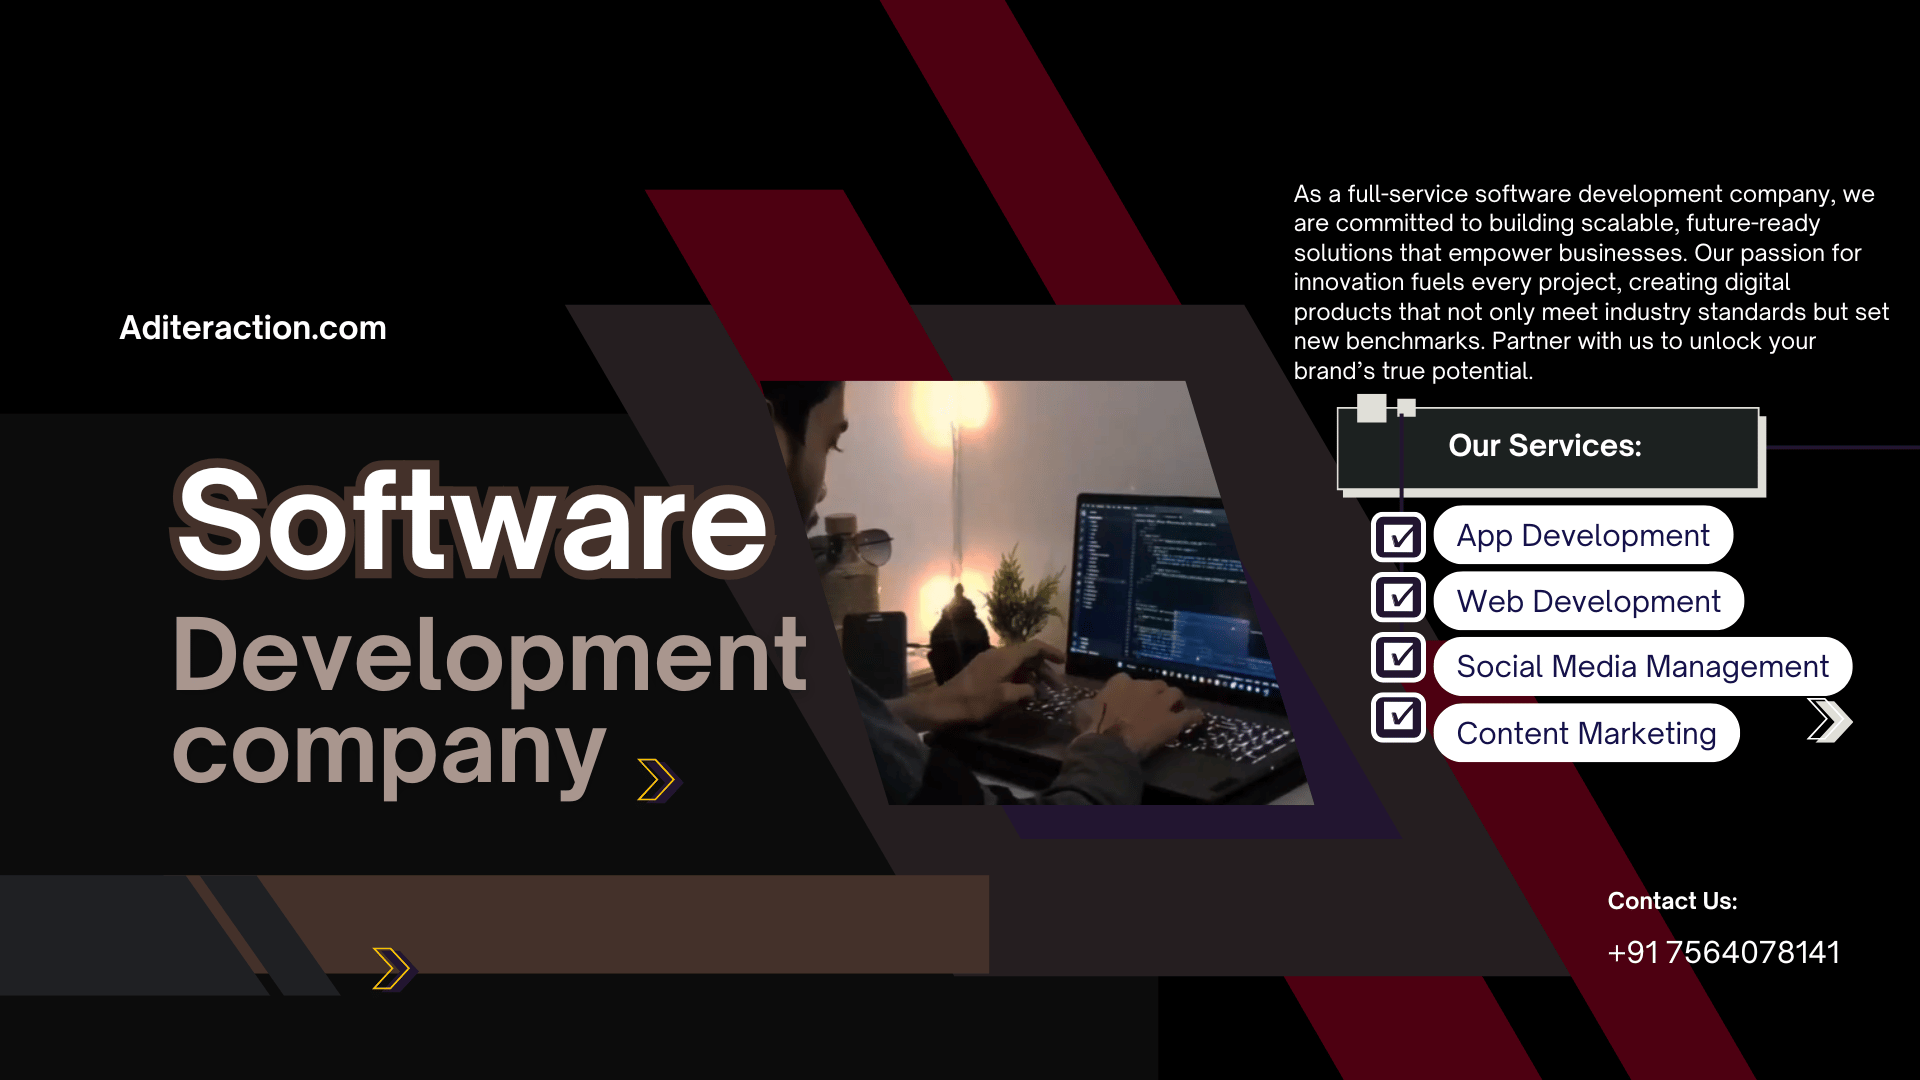 Aditeraction.com
Software
Development
company
As a full-service software development company, we
are committed to building scalable, future-ready
solutions that empower businesses. Our passion for
innovation fuels every project, creating digital
products that not only meet industry standards but set
new benchmarks. Partner with us to unlock your
brand’s true potential.
Our Services:
App Development
Web Development
Social Media Management
Content Marketing
Contact Us:
+91 7564078141